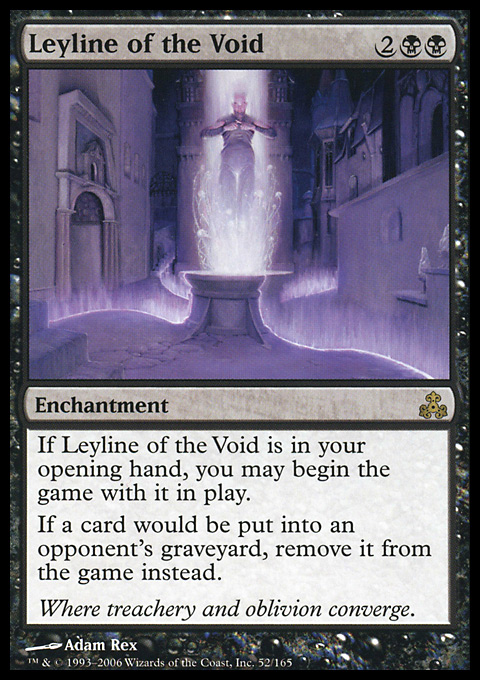 Leyline of the Void 2
Enchantment
If Leyline of the Void is in your
opening hand, you may begin the
game with it in play.
If a card would be put into an
opponent's graveyard, remove it from
the game instead.
Where treachery and oblivion converge.
Adam Rex
™ & © 1993–2006 Wizards of the Coast, Inc. 52/165